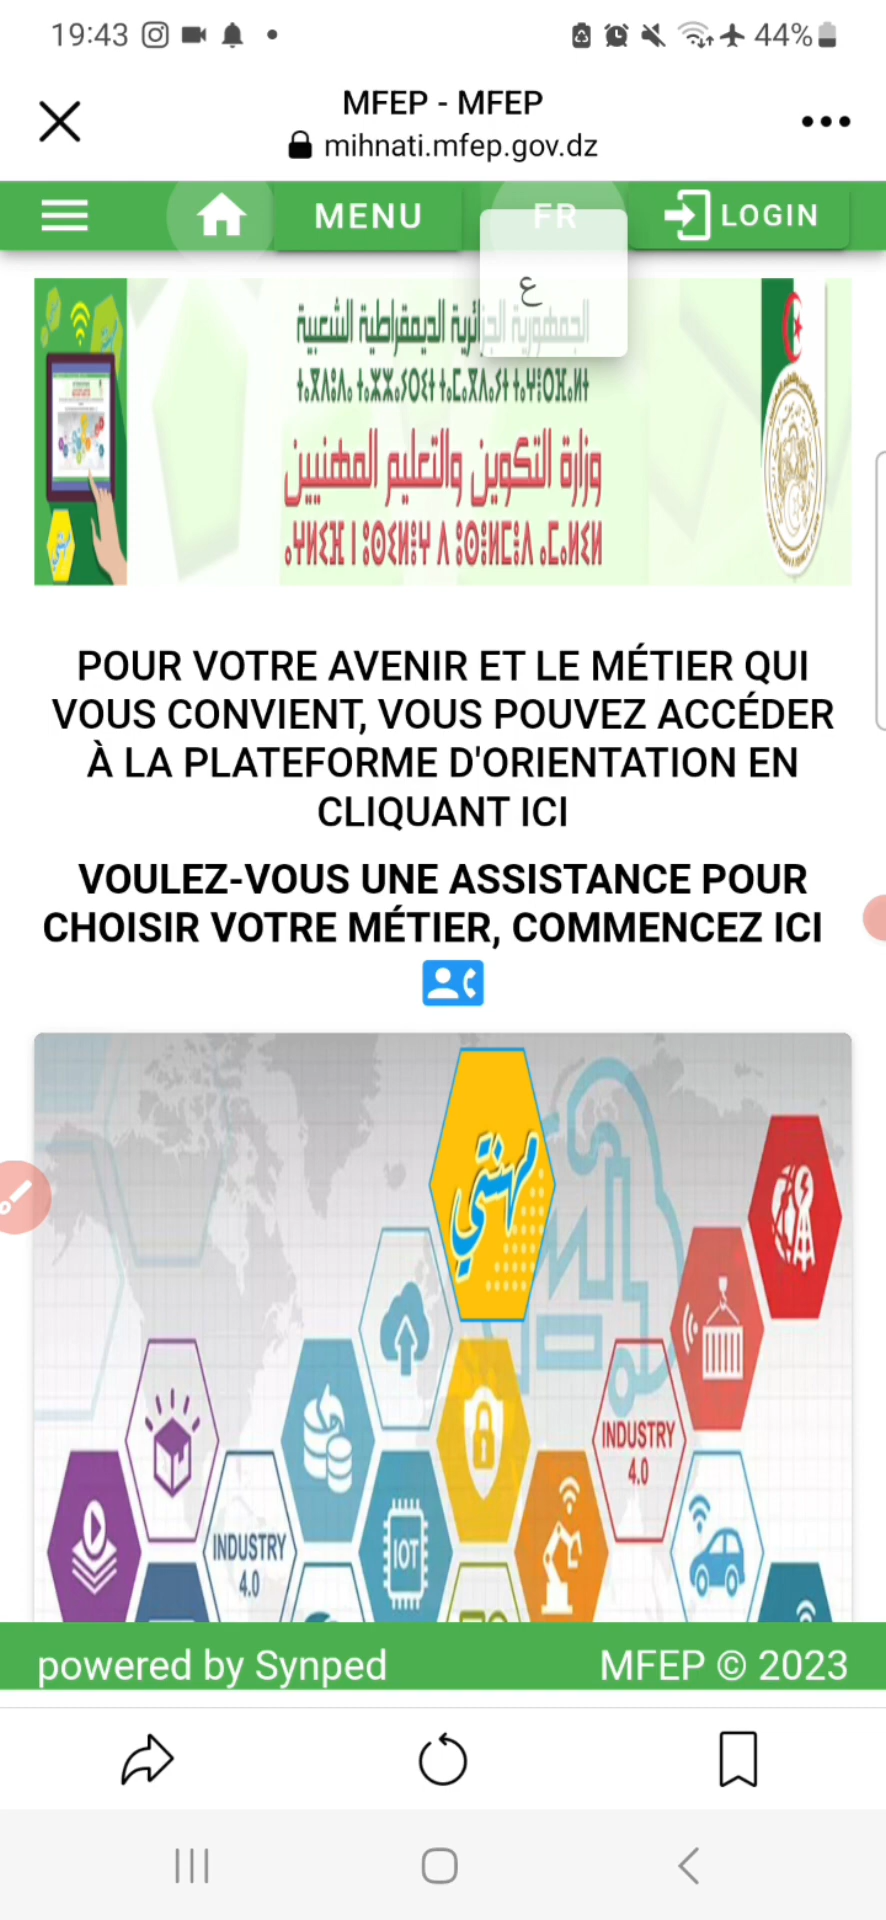 19:43
44%
MFEP - MFEP
mihnati.mfep.gov.dz
MENU
FR
LOGIN
ع
الجمهورية الجزائرية الديمقراطية الشعبية
وزارة التكوين والتعليم المهنيين
POUR VOTRE AVENIR ET LE MÉTIER QUI
VOUS CONVIENT, VOUS POUVEZ ACCÉDER
À LA PLATEFORME D'ORIENTATION EN
CLIQUANT ICI
VOULEZ-VOUS UNE ASSISTANCE POUR
CHOISIR VOTRE MÉTIER, COMMENCEZ ICI
مهنتي
INDUSTRY
4.0
INDUSTRY
4.0
IOT
powered by Synped
MFEP © 2023